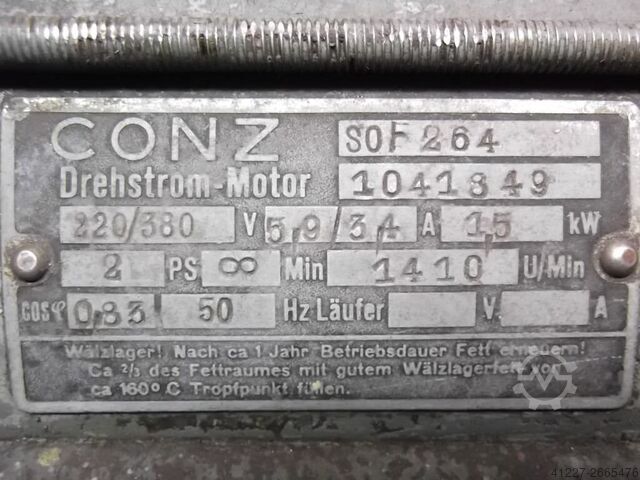 CONZ SOF 264
Drehstrom-Motor 1041849
220/380 V 5,9/3,4 A 1,5 kW
2 PS ∞ Min 1410 U/Min
cosφ 0,83 50 Hz Läufer V. A
Wälzlager! Nach ca 1 Jahr Betriebsdauer Fett erneuern!
Ca ⅔ des Fettraumes mit gutem Wälzlagerfett von
ca 160° C Tropfpunkt füllen.
41227-2665476